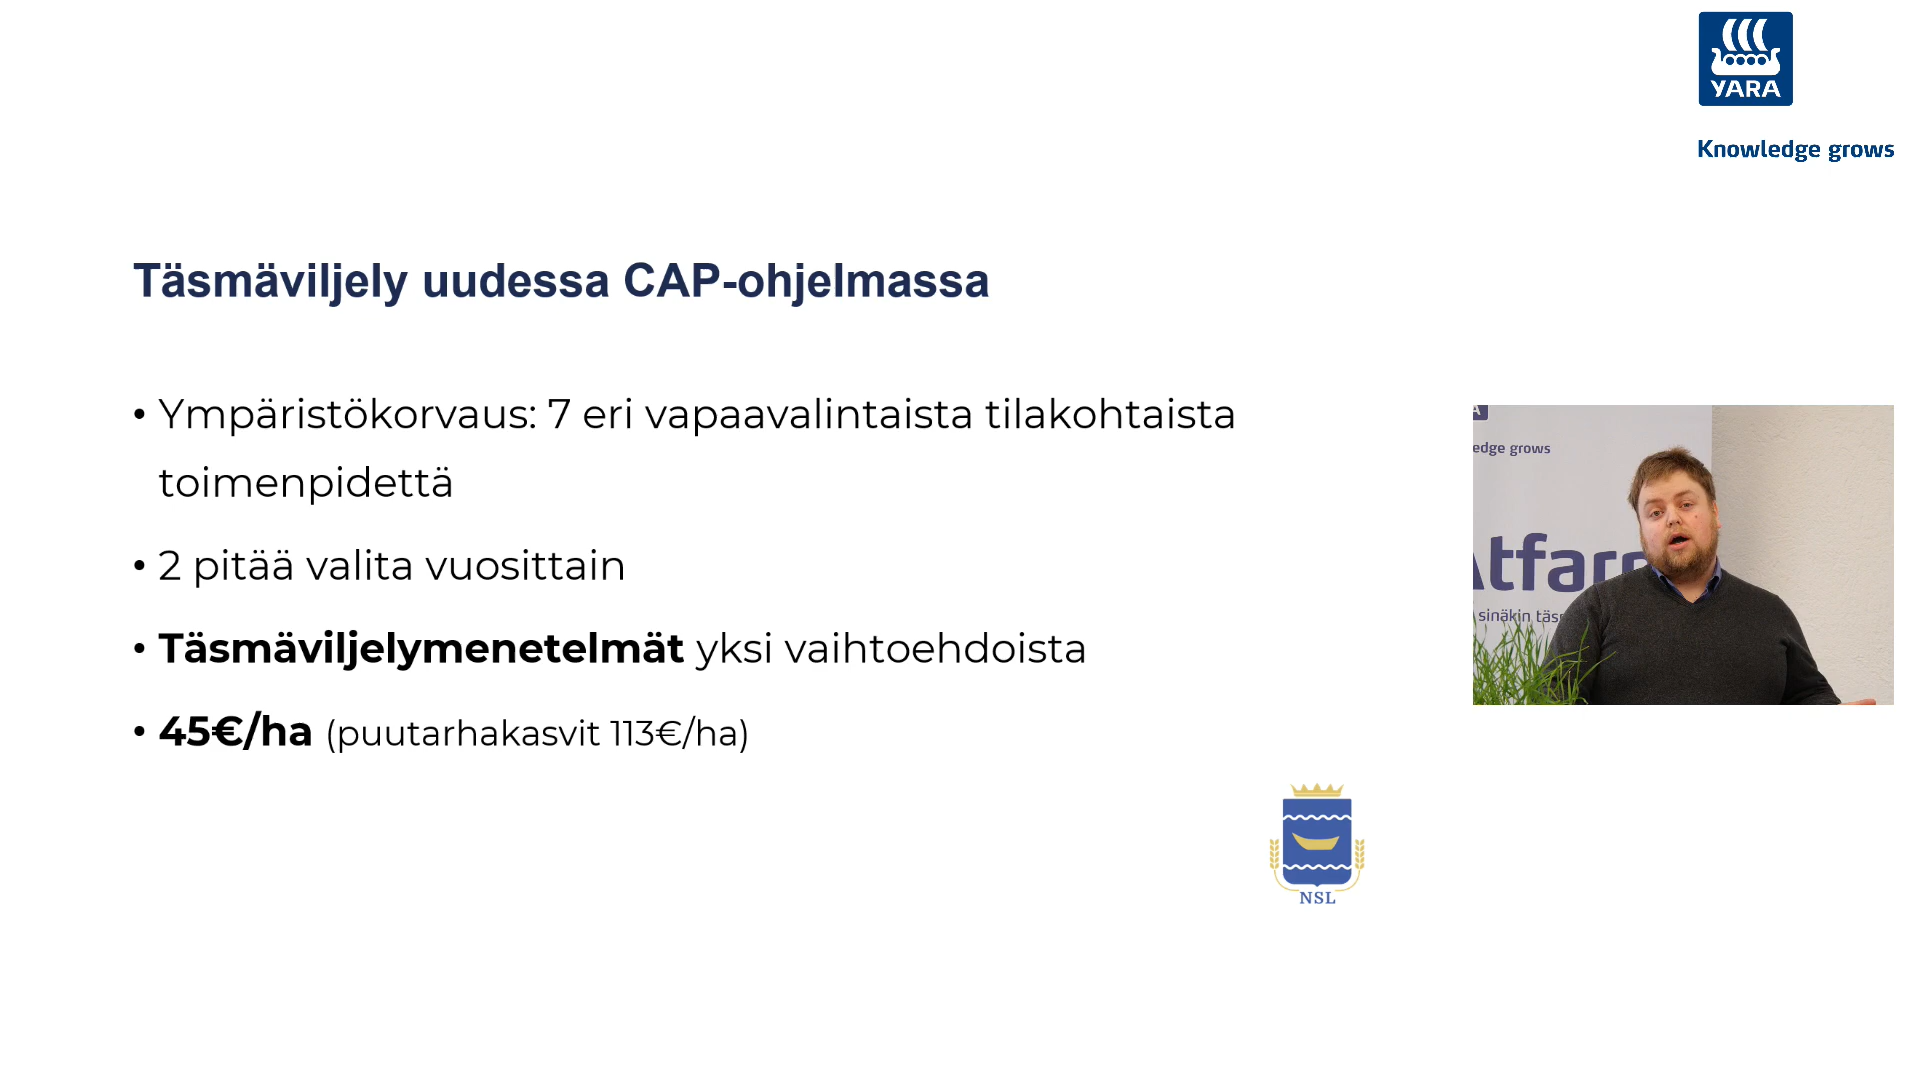 YARA
Knowledge grows
Täsmäviljely uudessa CAP-ohjelmassa
• Ympäristökorvaus: 7 eri vapaavalintaista tilakohtaista
toimenpidettä
• 2 pitää valita vuosittain
• Täsmäviljelymenetelmät yksi vaihtoehdoista
• 45€/ha (puutarhakasvit 113€/ha)
edge grows
tfar
sinäkin täs
NSL